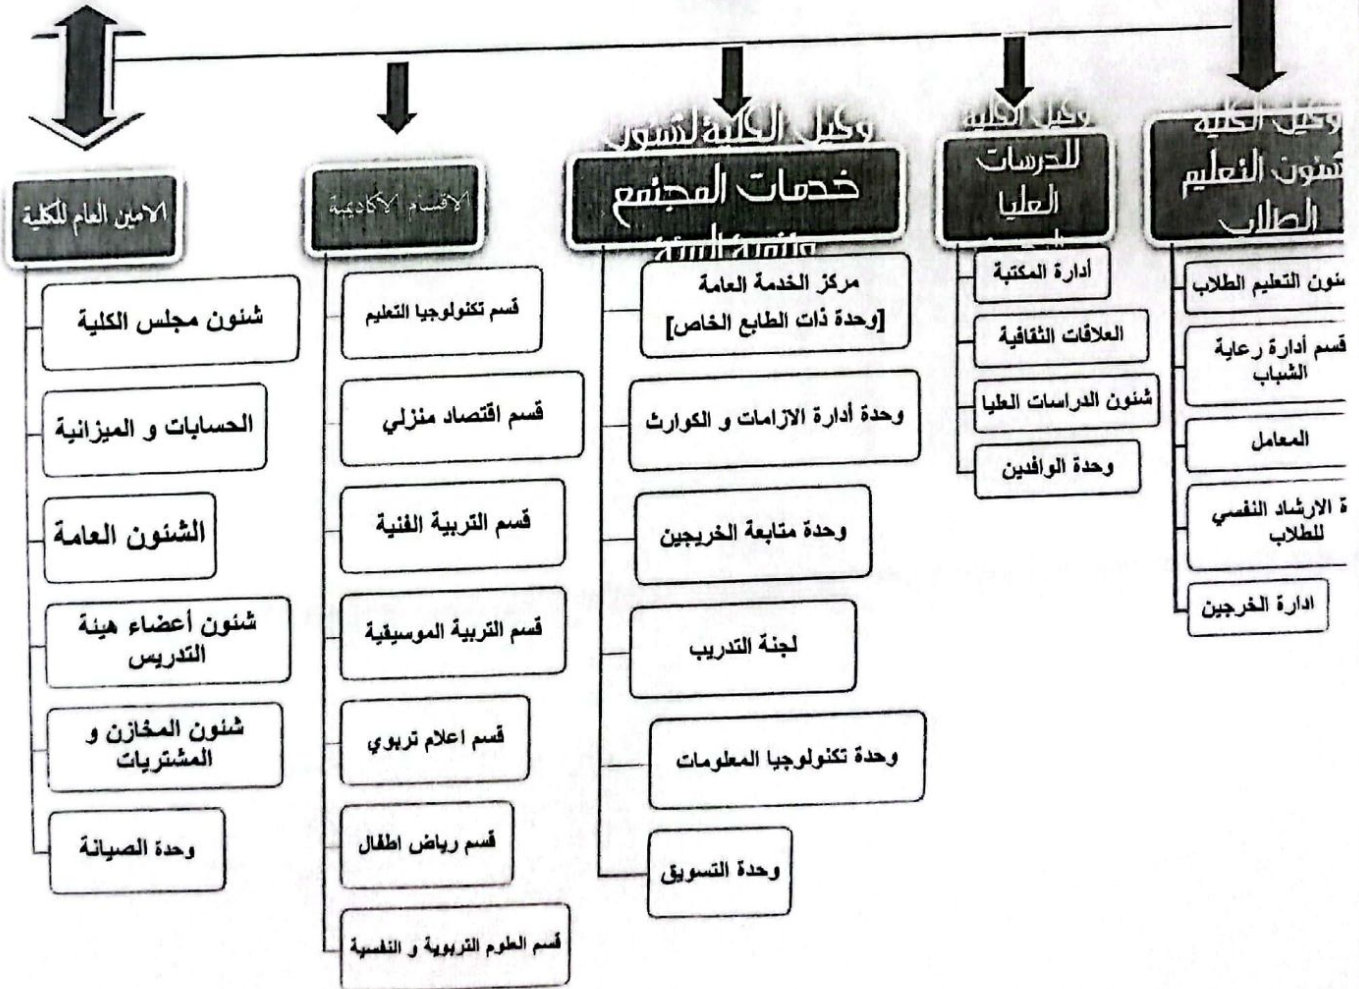 وكيل الكلية
لشئون التعليم
الطلاب
شئون التعليم الطلاب
قسم أدارة رعاية
الشباب
المعامل
الارشاد النفسي
للطلاب
ادارة الخرجين
وكيل الكلية
للدرسات
العليا
أدارة المكتبة
العلاقات الثقافية
شئون الدراسات العليا
وحدة الوافدين
وكيل الكلية لشئون
خدمات المجتمع
وتنمية البيئة
مركز الخدمة العامة
[وحدة ذات الطابع الخاص]
وحدة أدارة الازامات و الكوارث
وحدة متابعة الخريجين
لجنة التدريب
وحدة تكنولوجيا المعلومات
وحدة التسويق
الاقسام الاكاديمية
قسم تكنولوجيا التعليم
قسم اقتصاد منزلي
قسم التربية الفنية
قسم التربية الموسيقية
قسم اعلام تربوي
قسم رياض اطفال
قسم العلوم التربوية و النفسية
الامين العام للكلية
شئون مجلس الكلية
الحسابات و الميزانية
الشئون العامة
شئون أعضاء هيئة
التدريس
شئون المخازن و
المشتريات
وحدة الصيانة